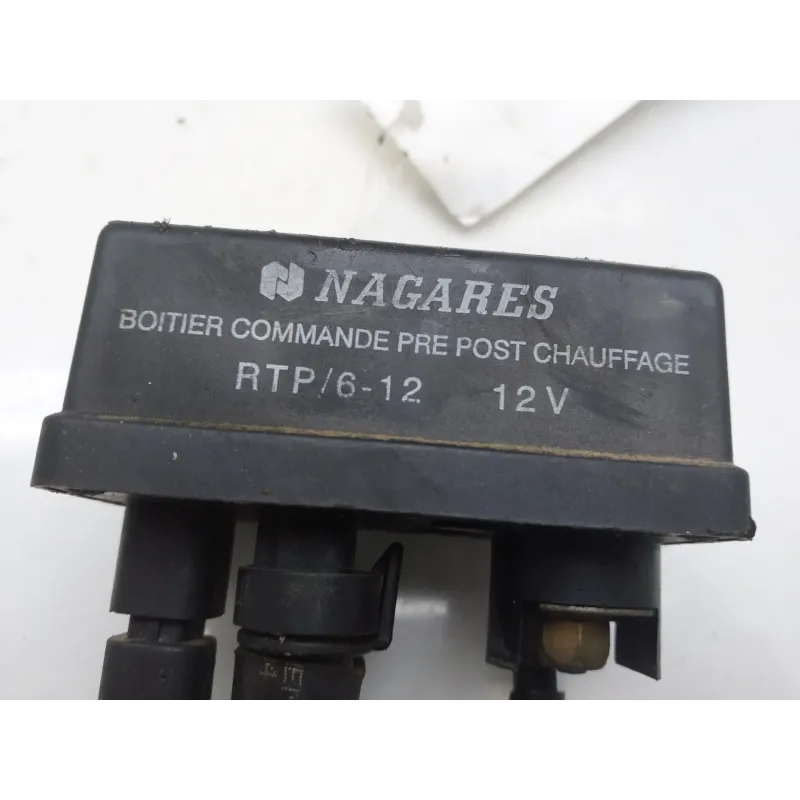 NAGARES
BOITIER COMMANDE PRE POST CHAUFFAGE
RTP/6-12 12V